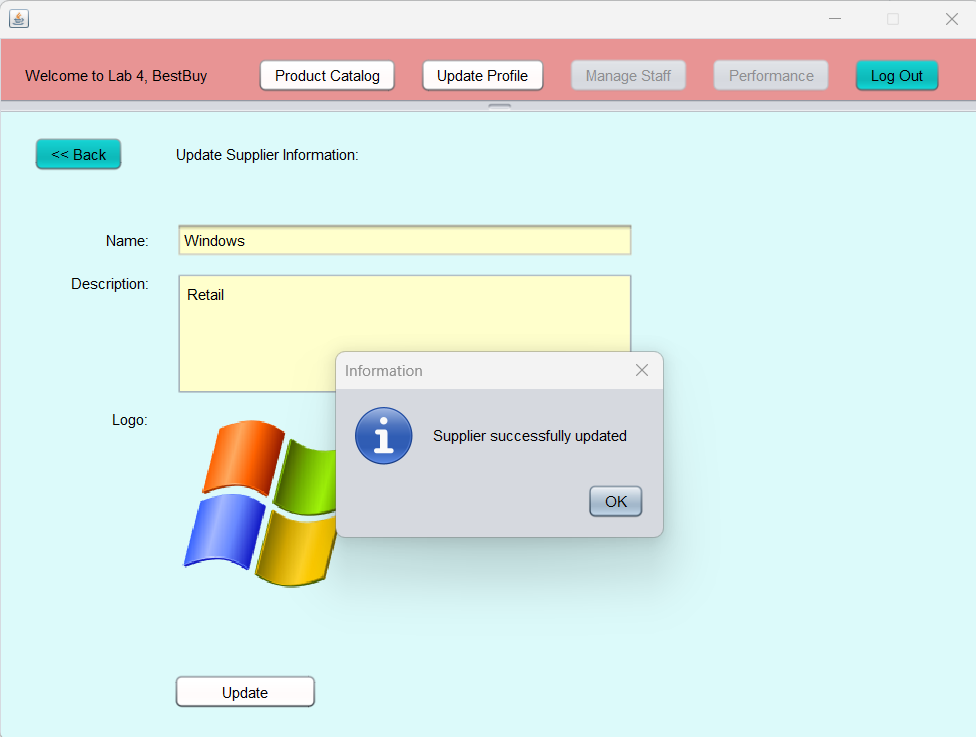 Welcome to Lab 4, BestBuy
Product Catalog
Update Profile
Manage Staff
Performance
Log Out
<< Back
Update Supplier Information:
Name:
Windows
Description:
Retail
Information
Supplier successfully updated
OK
Logo:
Update